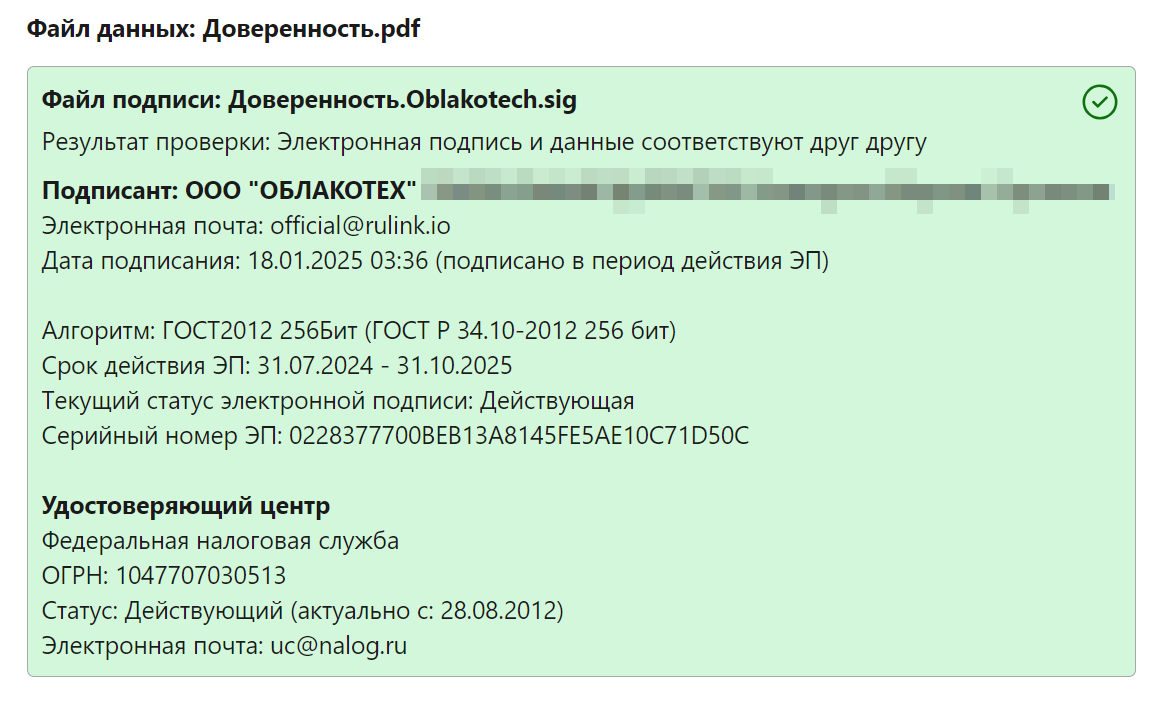 Файл данных: Доверенность.pdf
Файл подписи: Доверенность.Oblakotech.sig
Результат проверки: Электронная подпись и данные соответствуют друг другу
Подписант: ООО "ОБЛАКОТЕХ"
Электронная почта: official@rulink.io
Дата подписания: 18.01.2025 03:36 (подписано в период действия ЭП)
Алгоритм: ГОСТ2012 256Бит (ГОСТ Р 34.10-2012 256 бит)
Срок действия ЭП: 31.07.2024 - 31.10.2025
Текущий статус электронной подписи: Действующая
Серийный номер ЭП: 0228377700BEB13A8145FE5AE10C71D50C
Удостоверяющий центр
Федеральная налоговая служба
ОГРН: 1047707030513
Статус: Действующий (актуально с: 28.08.2012)
Электронная почта: uc@nalog.ru